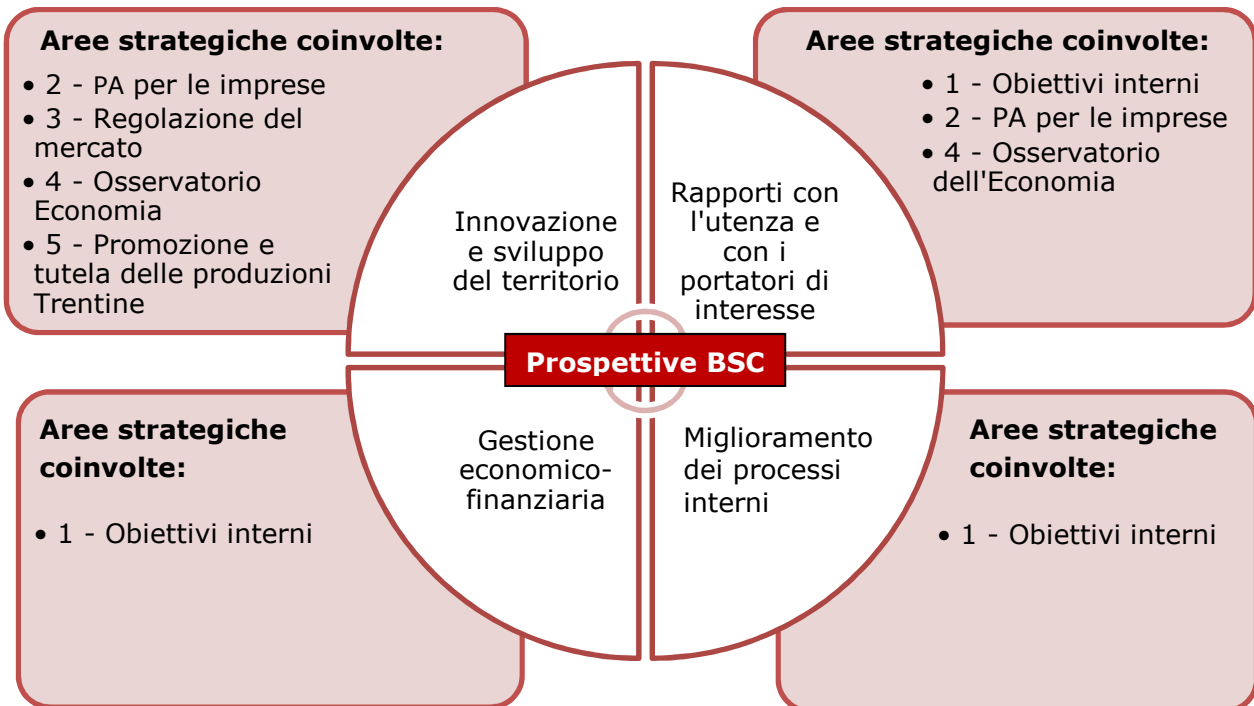 Aree strategiche coinvolte:
• 2 - PA per le imprese
• 3 - Regolazione del
mercato
• 4 - Osservatorio
Economia
• 5 - Promozione e
tutela delle produzioni
Trentine
Aree strategiche coinvolte:
• 1 - Obiettivi interni
• 2 - PA per le imprese
• 4 - Osservatorio
dell'Economia
Innovazione
e sviluppo
del territorio
Rapporti con
l'utenza e
con i
portatori di
interesse
Prospettive BSC
Aree strategiche
coinvolte:
• 1 - Obiettivi interni
Gestione
economico-
finanziaria
Miglioramento
dei processi
interni
Aree strategiche
coinvolte:
• 1 - Obiettivi interni